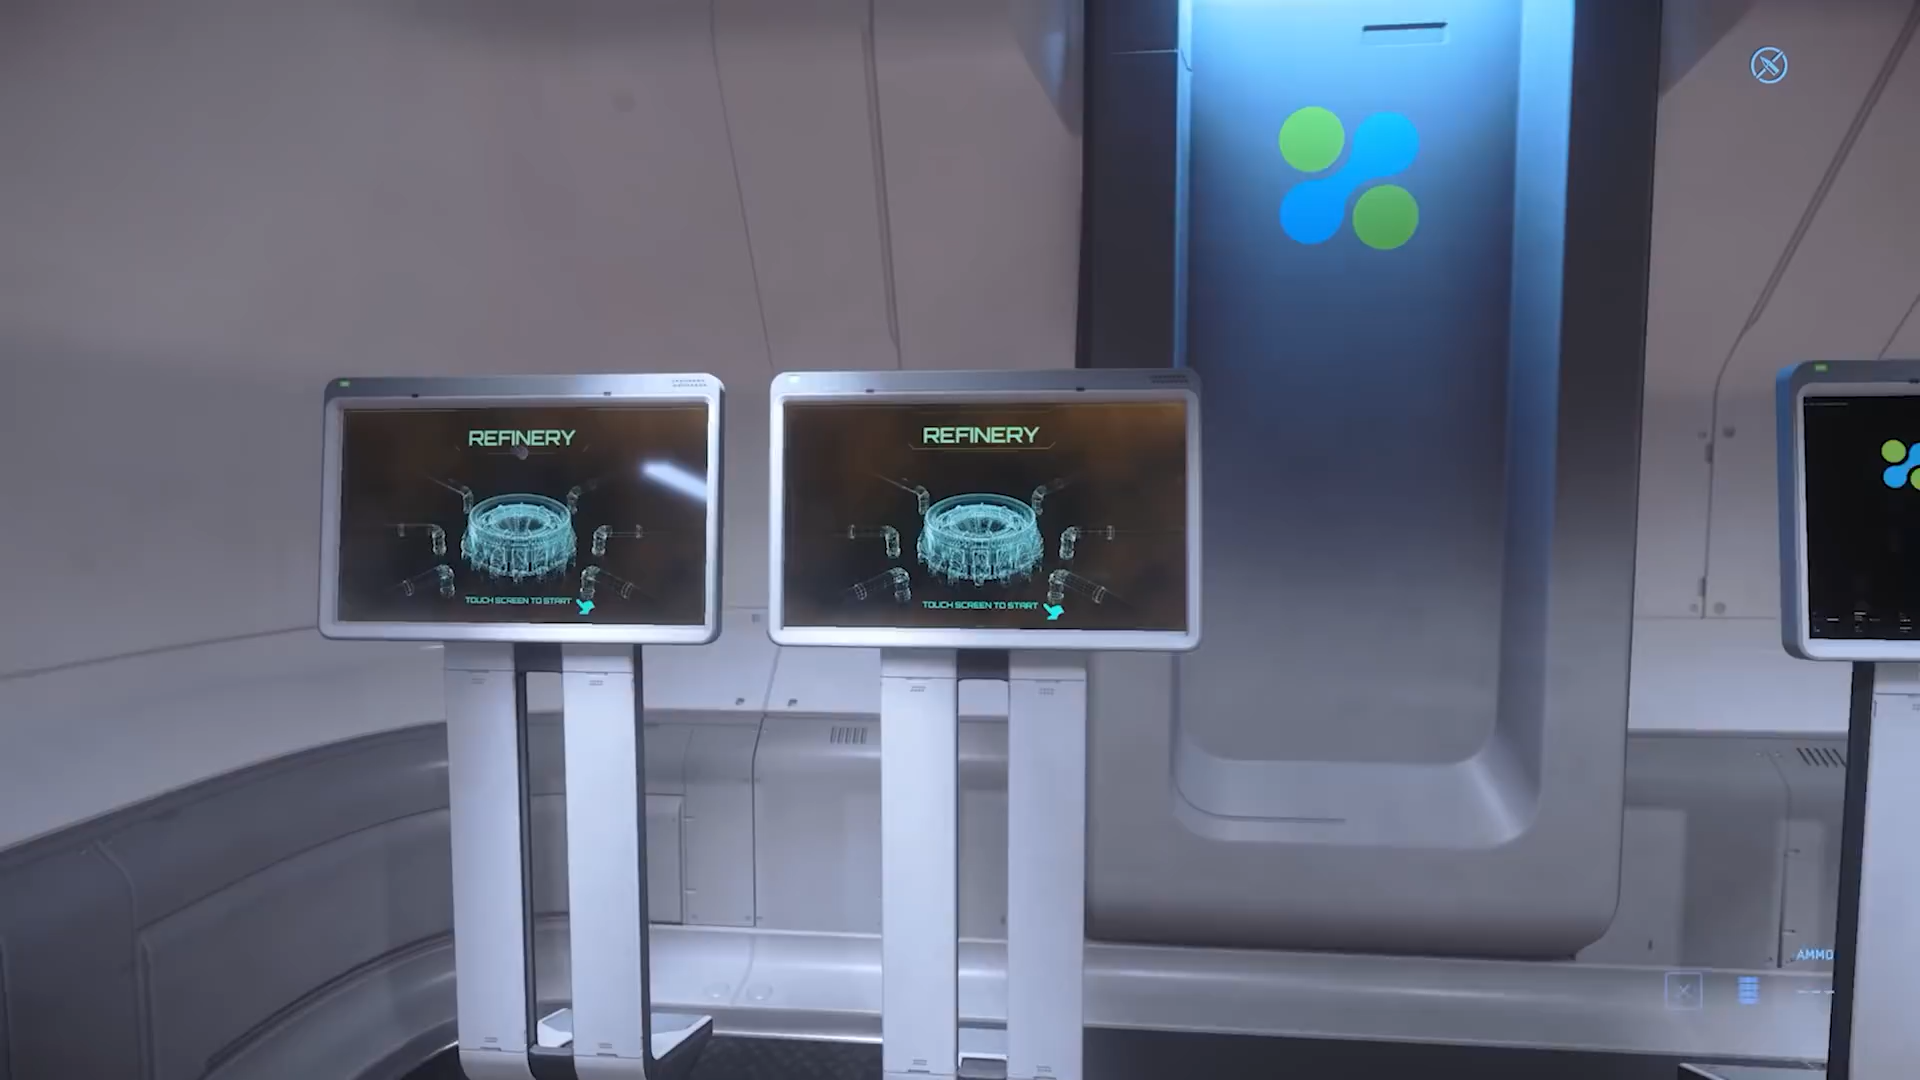 REFINERY
TOUCH SCREEN TO START
REFINERY
TOUCH SCREEN TO START
AMMO